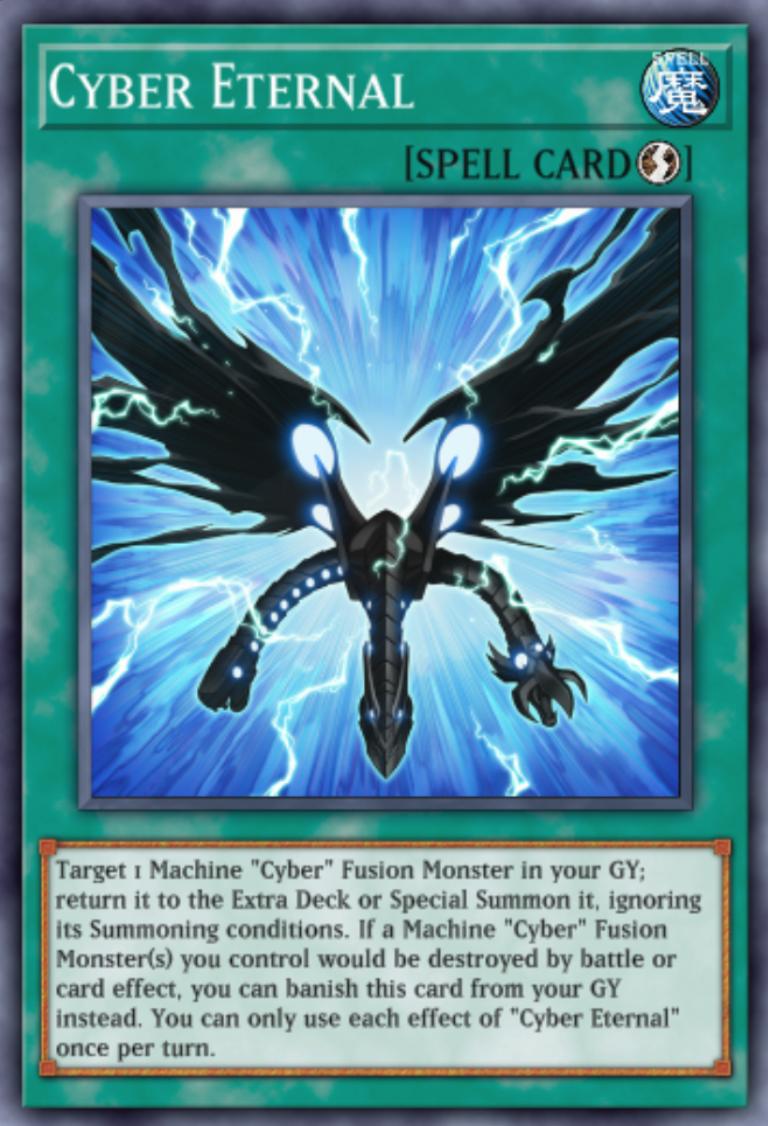 CYBER ETERNAL
SPELL
魔
[SPELL CARD]
Target 1 Machine "Cyber" Fusion Monster in your GY;
return it to the Extra Deck or Special Summon it, ignoring
its Summoning conditions. If a Machine "Cyber" Fusion
Monster(s) you control would be destroyed by battle or
card effect, you can banish this card from your GY
instead. You can only use each effect of "Cyber Eternal"
once per turn.